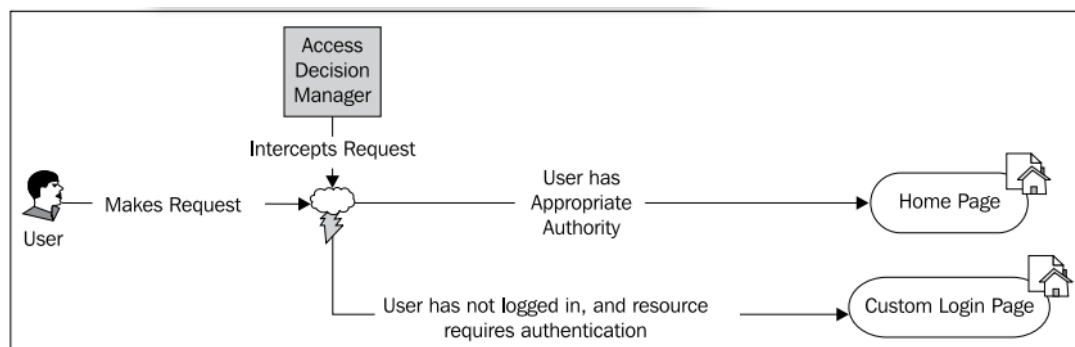 Access
Decision
Manager
Intercepts Request
User has
Appropriate
Authority
Makes Request
Home Page
User
User has not logged in, and resource
requires authentication
Custom Login Page